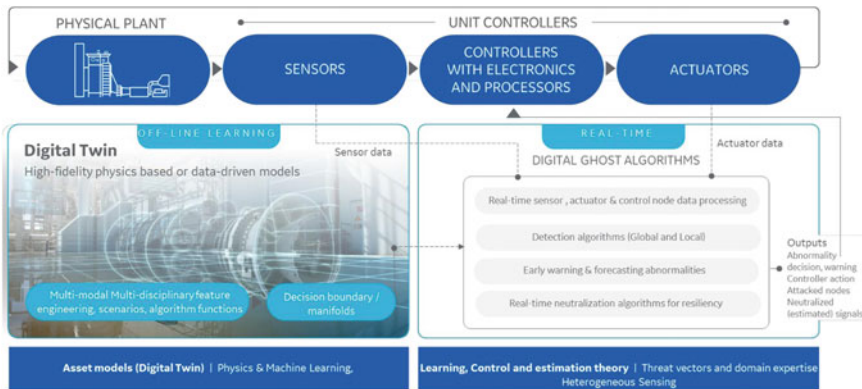 PHYSICAL PLANT
UNIT CONTROLLERS
SENSORS
CONTROLLERS
WITH ELECTRONICS
AND PROCESSORS
ACTUATORS
OFF-LINE LEARNING
Digital Twin
High-fidelity physics based or data-driven models
Sensor data
Multi-modal Multi-disciplinary feature
engineering, scenarios, algorithm functions
Decision boundary /
manifolds
REAL-TIME
Actuator data
DIGITAL GHOST ALGORITHMS
Real-time sensor , actuator & control node data processing
Detection algorithms (Global and Local)
Early warning & forecasting abnormalities
Real-time neutralization algorithms for resiliency
Outputs
Abnormality
decision, warning
Controller action
Attacked nodes
Neutralized
(estimated) signals
Asset models (Digital Twin) | Physics & Machine Learning,
Learning, Control and estimation theory | Threat vectors and domain expertise
Heterogeneous Sensing